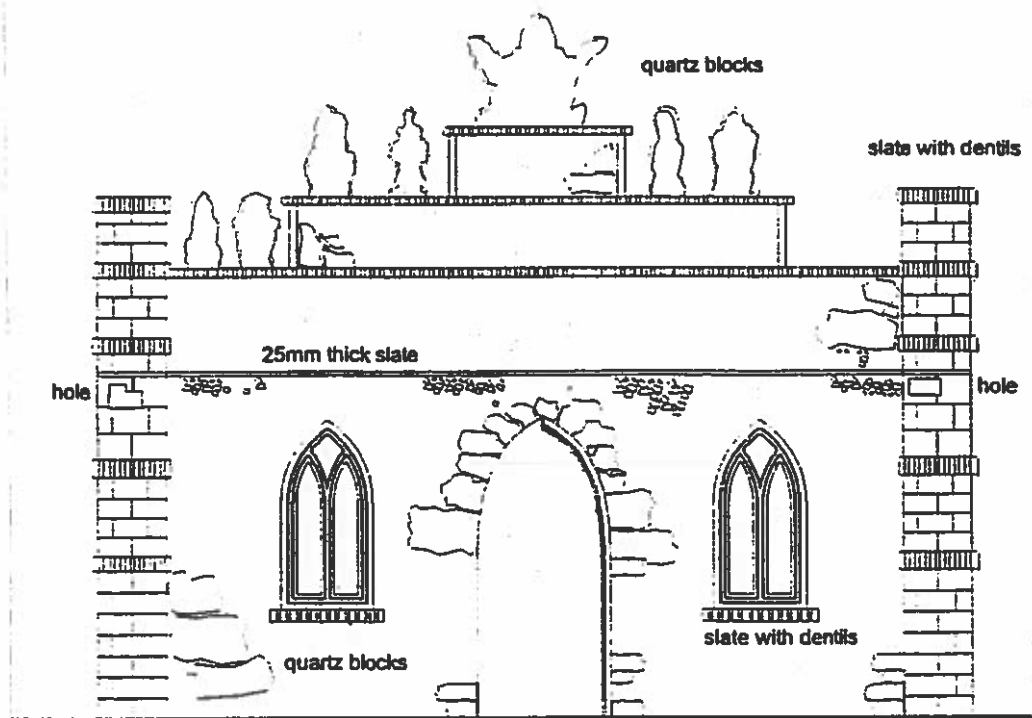 quartz blocks
slate with dentils
25mm thick slate
hole
hole
slate with dentils
quartz blocks